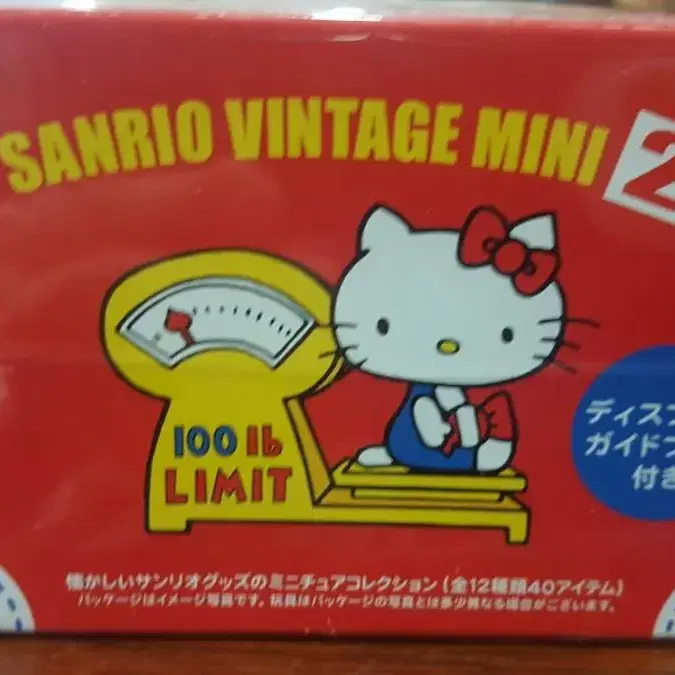 SANRIO VINTAGE MINI 2
100 lb
LIMIT
ディスプ
ガイドブ
付き
懐かしいサンリオグッズのミニチュアコレクション(全12種類40アイテム)
パッケージはイメージ写真です。玩具はパッケージの写真とは多少異なる場合がございます。